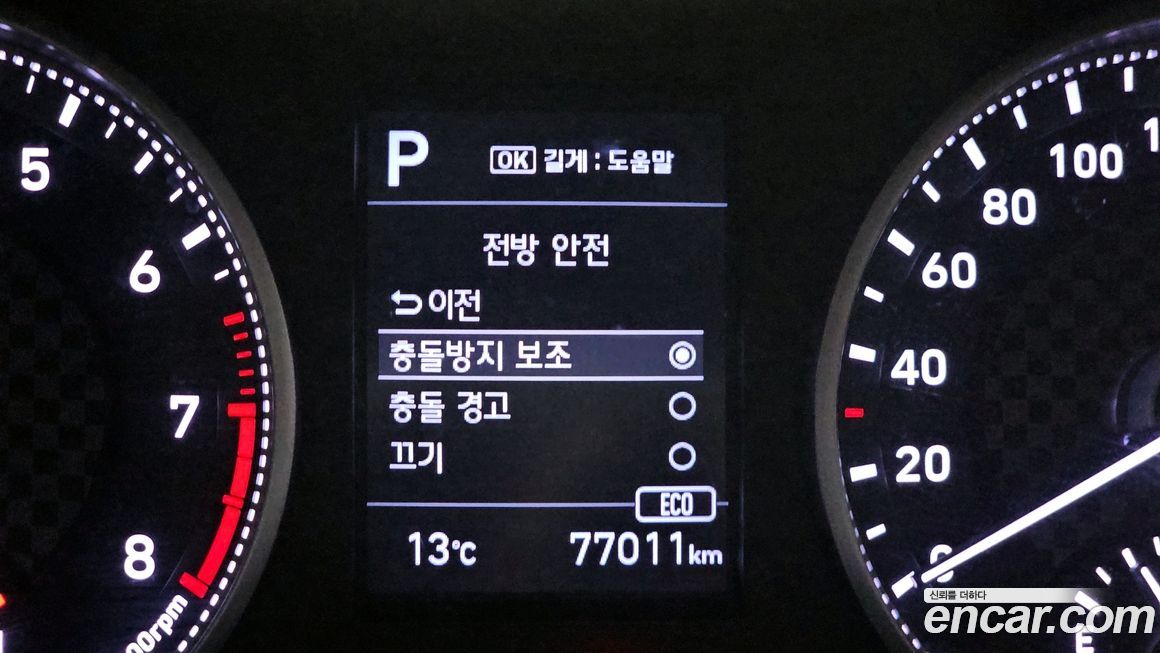 P
OK 길게 : 도움말
전방 안전
이전
충돌방지 보조
충돌 경고
끄기
ECO
13℃ 77011km
5
6
7
8
00rpm
100
80
60
40
20
0
E
신뢰를 더하다
encar.com